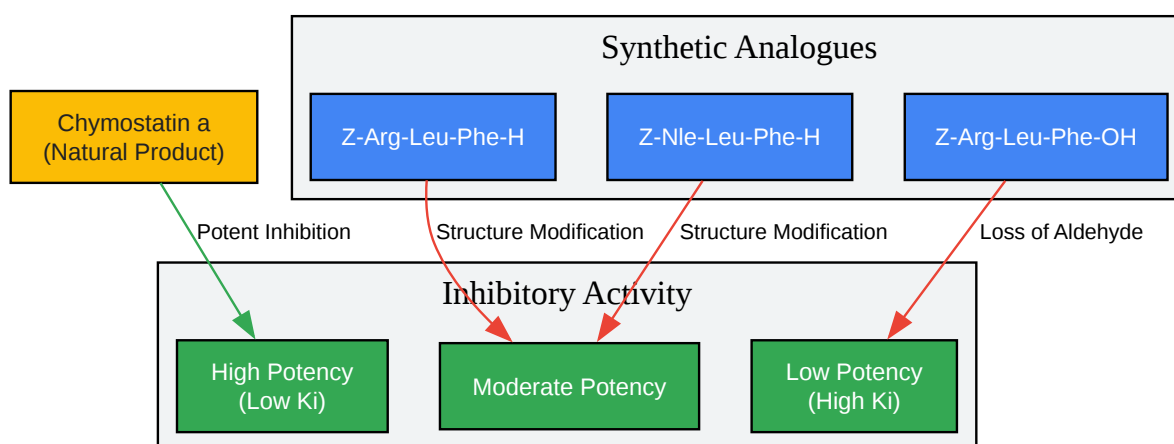 Synthetic Analogues
Chymostatin a
(Natural Product)
Z-Arg-Leu-Phe-H
Z-Nle-Leu-Phe-H
Z-Arg-Leu-Phe-OH
Potent Inhibition
Structure Modification
Structure Modification
Loss of Aldehyde
Inhibitory Activity
High Potency
(Low Ki)
Moderate Potency
Low Potency
(High Ki)